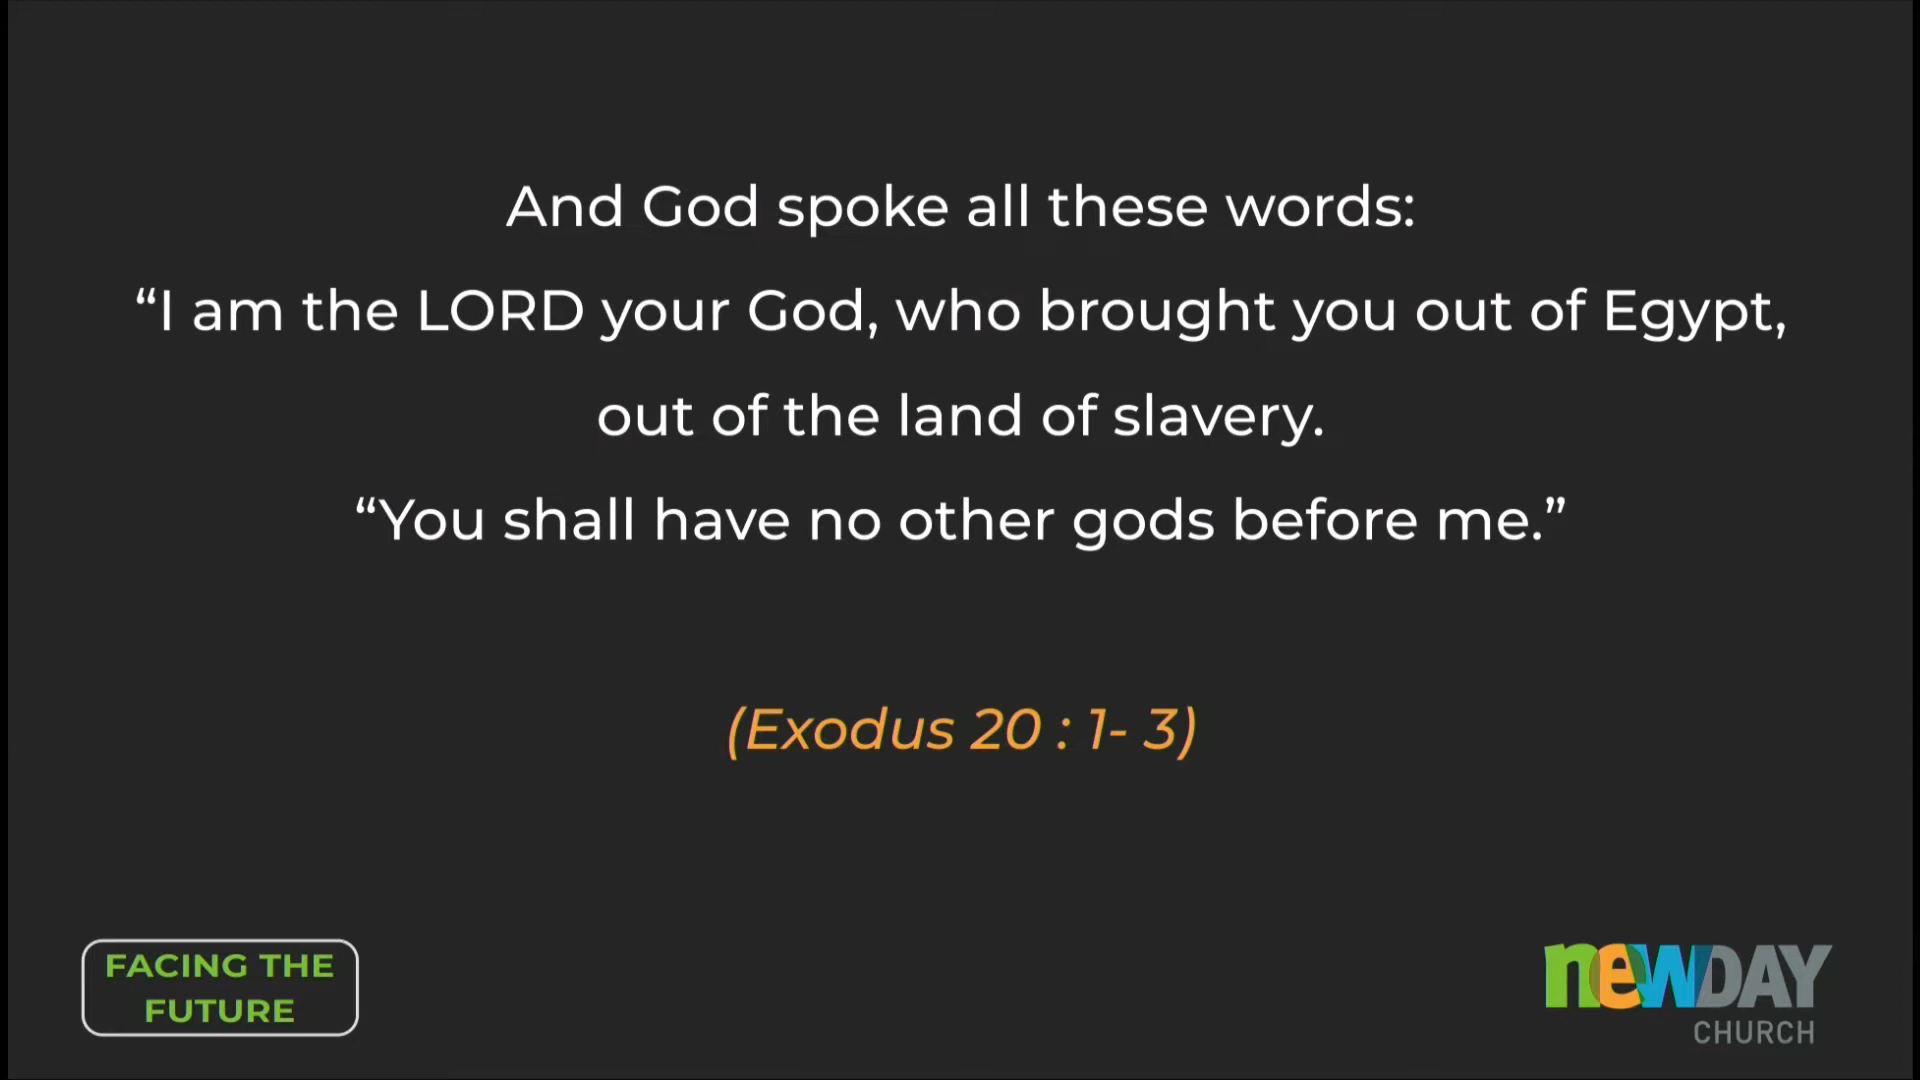 And God spoke all these words:
“I am the LORD your God, who brought you out of Egypt,
out of the land of slavery.
“You shall have no other gods before me.”
(Exodus 20 : 1- 3)
FACING THE
FUTURE
newDAY
CHURCH